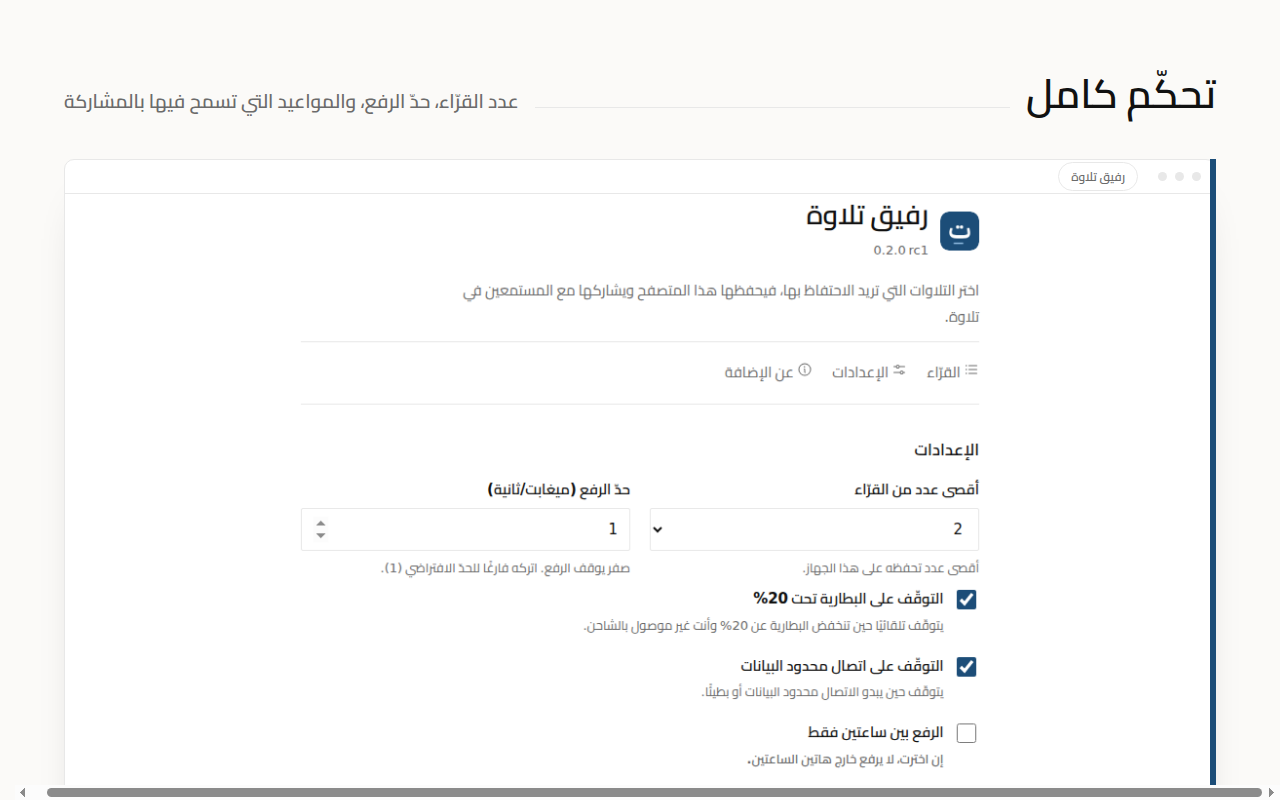 تحكّم كامل
عدد القرّاء، حدّ الرفع، والمواعيد التي تسمح فيها بالمشاركة
رفيق تلاوة
رفيق تلاوة
0.2.0 rc1
اختر التلاوات التي تريد الاحتفاظ بها، فيحفظها هذا المتصفح ويشاركها مع المستمعين في
تلاوة.
القرّاء
الإعدادات
عن الإضافة
الإعدادات
أقصى عدد من القرّاء
حدّ الرفع (ميغابت/ثانية)
2
1
أقصى عدد تحفظه على هذا الجهاز.
صفر يوقف الرفع. اتركه فارغًا للحدّ الافتراضي (1).
التوقّف على البطارية تحت 20%
يتوقّف تلقائيًا حين تنخفض البطارية عن 20% وأنت غير موصول بالشاحن.
التوقّف على اتصال محدود البيانات
يتوقّف حين يبدو الاتصال محدود البيانات أو بطيئًا.
الرفع بين ساعتين فقط
إن اخترت، لا يرفع خارج هاتين الساعتين.